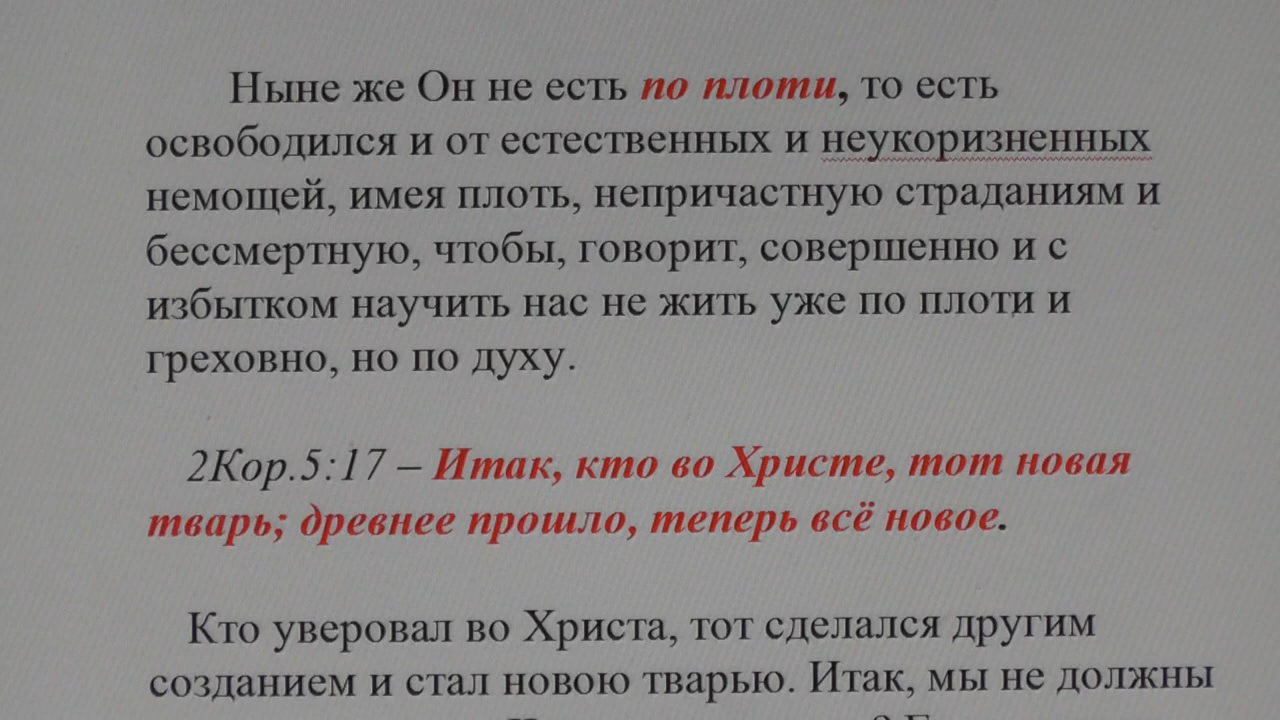 Ныне же Он не есть по плоти, то есть
освободился и от естественных и неукоризненных
немощей, имея плоть, непричастную страданиям и
бессмертную, чтобы, говорит, совершенно и с
избытком научить нас не жить уже по плоти и
греховно, но по духу.
2Кор.5:17 – Итак, кто во Христе, тот новая
тварь; древнее прошло, теперь всё новое.
Кто уверовал во Христа, тот сделался другим
созданием и стал новою тварью. Итак, мы не должны